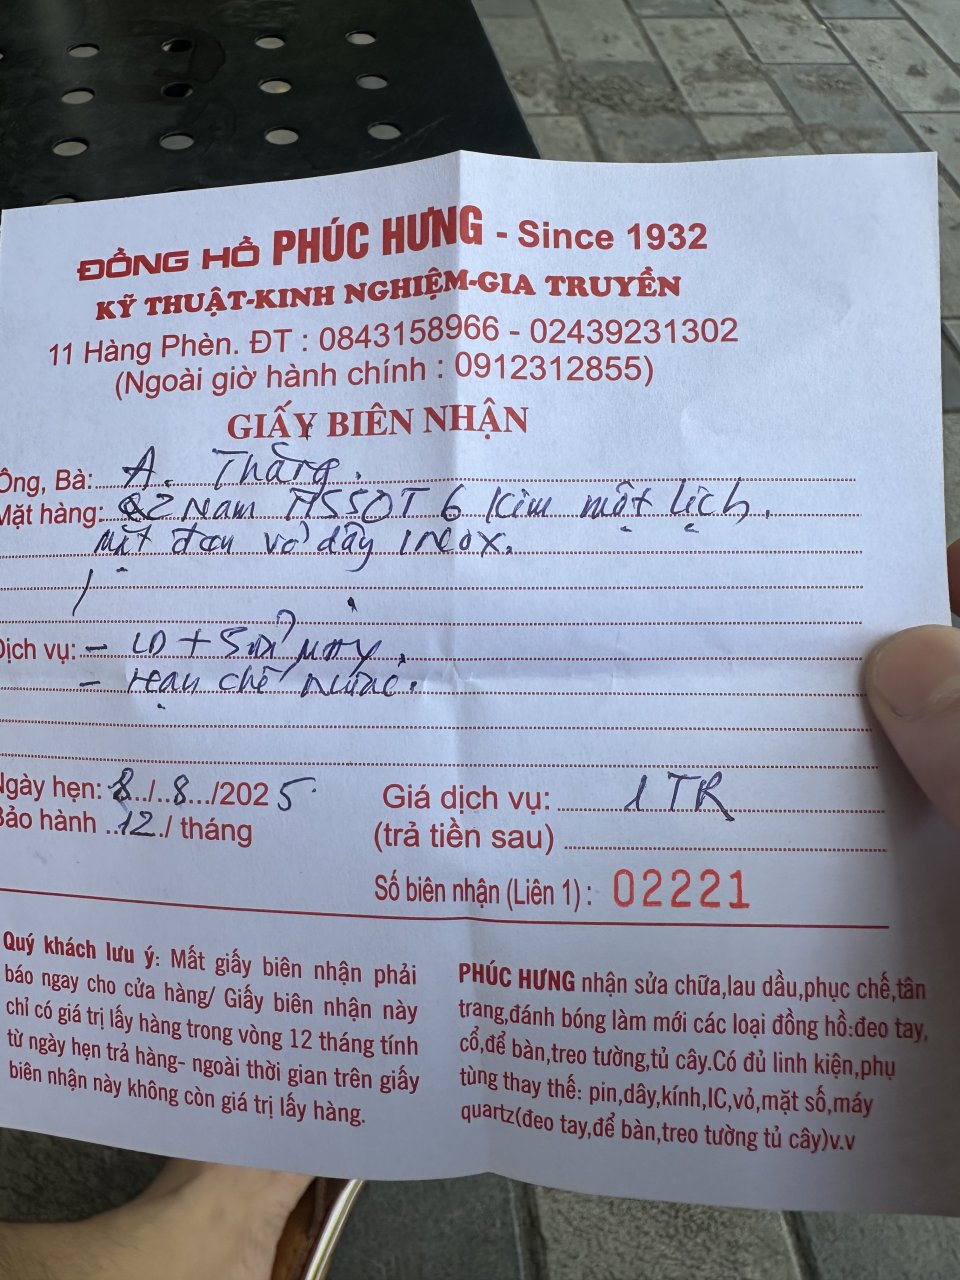 ĐỒNG HỒ PHÚC HƯNG - Since 1932
KỸ THUẬT-KINH NGHIỆM-GIA TRUYỀN
11 Hàng Phèn. ĐT : 0843158966 - 02439231302
(Ngoài giờ hành chính : 0912312855)
GIẤY BIÊN NHẬN
Ông, Bà: A. Thắng.
Mặt hàng: QZ Nam TISSOT 6 kim một lịch.
mặt đen vỏ dây inox.
Dịch vụ: - LD + Sửa máy.
- Hạn chế nước.
Ngày hẹn: 8../..8.../2025
Giá dịch vụ: 1TR
Bảo hành ..12../ tháng
(trả tiền sau)
Số biên nhận (Liên 1) : 02221
Quý khách lưu ý: Mất giấy biên nhận phải
báo ngay cho cửa hàng/ Giấy biên nhận này
chỉ có giá trị lấy hàng trong vòng 12 tháng tính
từ ngày hẹn trả hàng- ngoài thời gian trên giấy
biên nhận này không còn giá trị lấy hàng.
PHÚC HƯNG nhận sửa chữa,lau dầu,phục chế,tân
trang,đánh bóng làm mới các loại đồng hồ:đeo tay,
cổ,để bàn,treo tường,tủ cây.Có đủ linh kiện,phụ
tùng thay thế: pin,dây,kính,IC,vỏ,mặt số,máy
quartz(đeo tay,để bàn,treo tường tủ cây)v.v